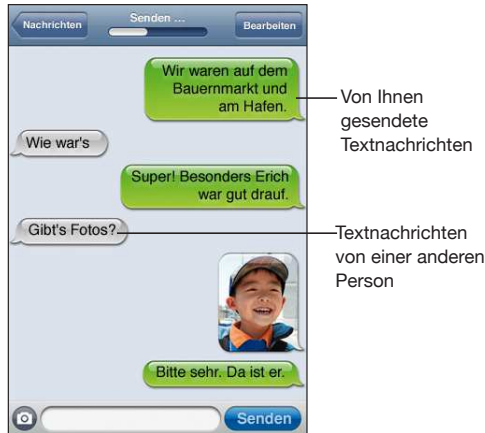 Nachrichten
Senden ...
Bearbeiten
Wir waren auf dem
Bauernmarkt und
am Hafen.
Von Ihnen
gesendete
Textnachrichten
Wie war's
Super! Besonders Erich
war gut drauf.
Gibt's Fotos?
Textnachrichten
von einer anderen
Person
Bitte sehr. Da ist er.
Senden